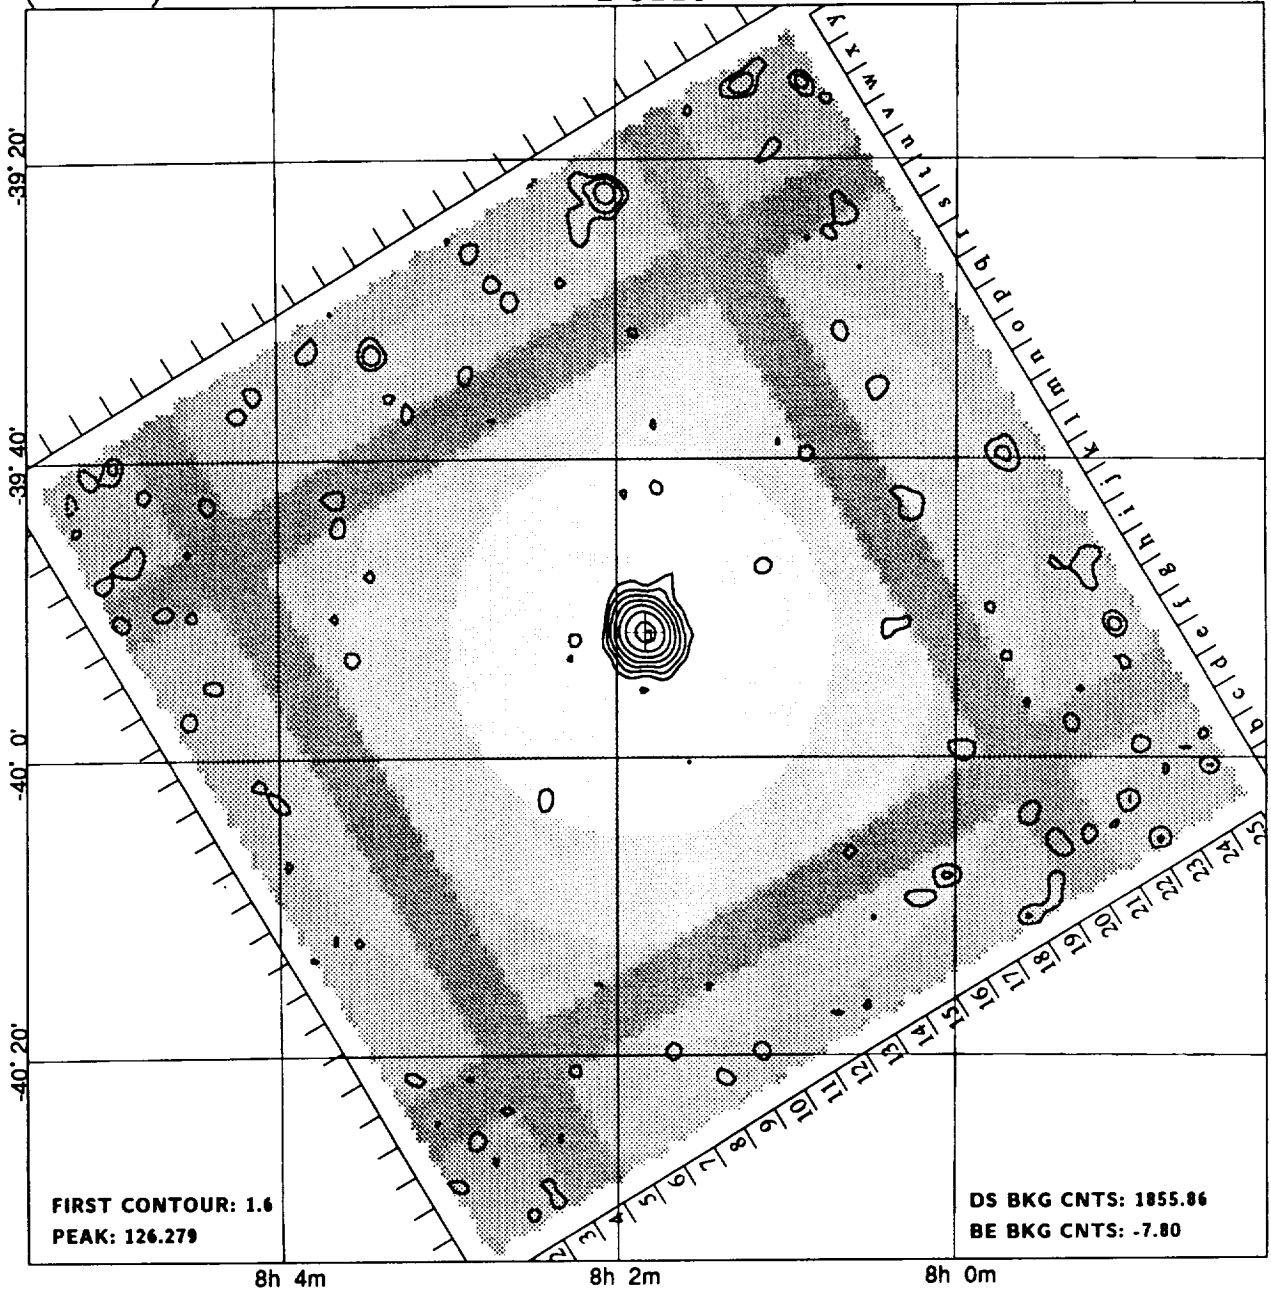 y
x
w
v
u
t
s
r
q
p
o
n
m
l
k
j
i
h
g
f
e
d
c
b
-39° 20'
-39° 40'
-40° 0'
-40° 20'
25
24
23
22
21
20
19
18
17
16
15
14
13
12
11
10
9
8
7
6
5
4
3
2
FIRST CONTOUR: 1.6
PEAK: 126.279
DS BKG CNTS: 1855.86
BE BKG CNTS: -7.80
8h 4m
8h 2m
8h 0m